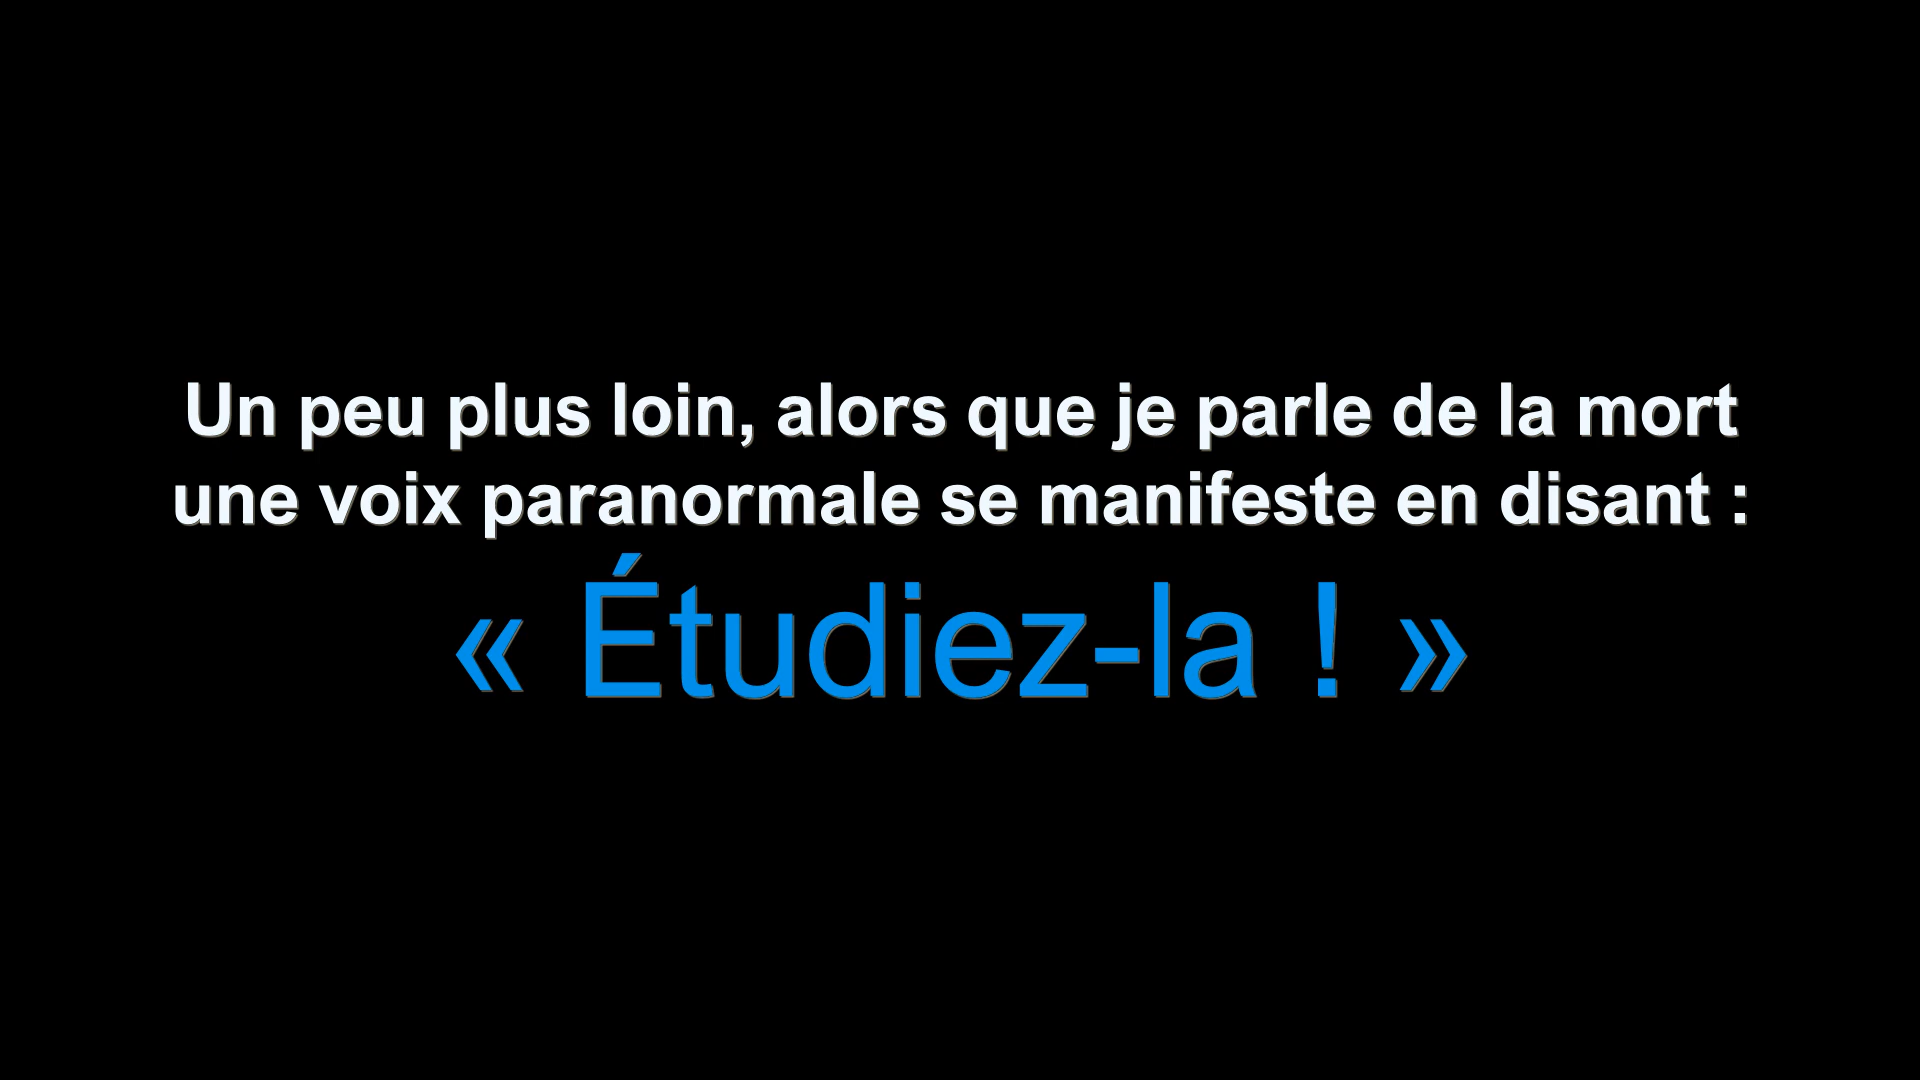 Un peu plus loin, alors que je parle de la mort
une voix paranormale se manifeste en disant :
« Étudiez-la ! »